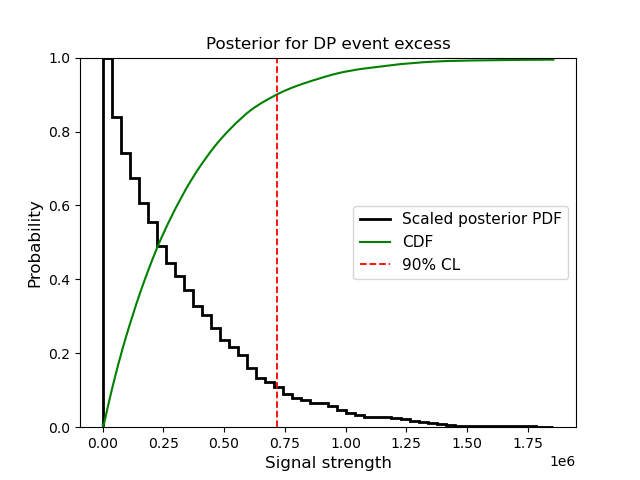 Posterior for DP event excess
Probability
1.0
0.8
0.6
0.4
0.2
0.0
Scaled posterior PDF
CDF
90% CL
0.00 0.25 0.50 0.75 1.00 1.25 1.50 1.75
1e6
Signal strength